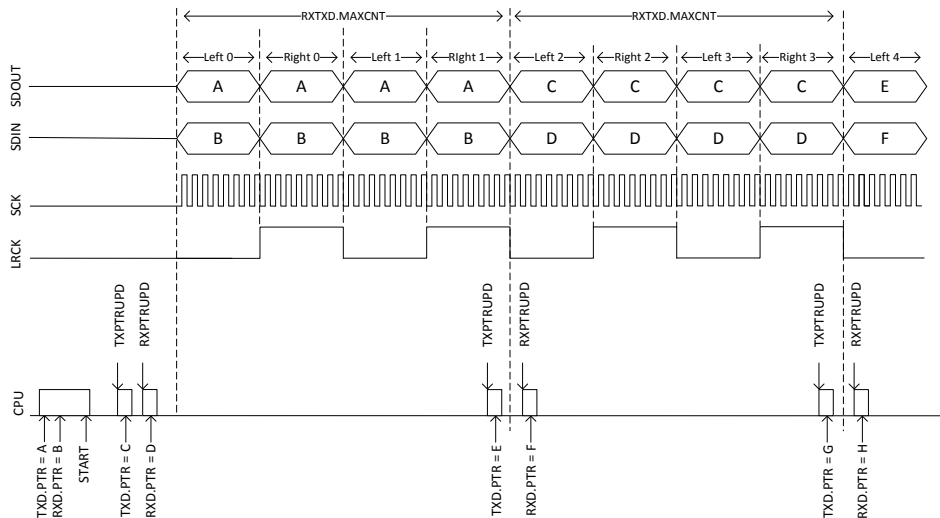 RXTXD.MAXCNT
RXTXD.MAXCNT
Left 0
Right 0
Left 1
RIght 1
Left 2
Right 2
Left 3
Right 3
Left 4
SDOUT
A
A
A
A
C
C
C
C
E
SDIN
B
B
B
B
D
D
D
D
F
SCK
LRCK
TXPTRUPD
RXPTRUPD
TXPTRUPD
RXPTRUPD
TXPTRUPD
RXPTRUPD
CPU
TXD.PTR = A
RXD.PTR = B
START
TXD.PTR = C
RXD.PTR = D
TXD.PTR = E
RXD.PTR = F
TXD.PTR = G
RXD.PTR = H